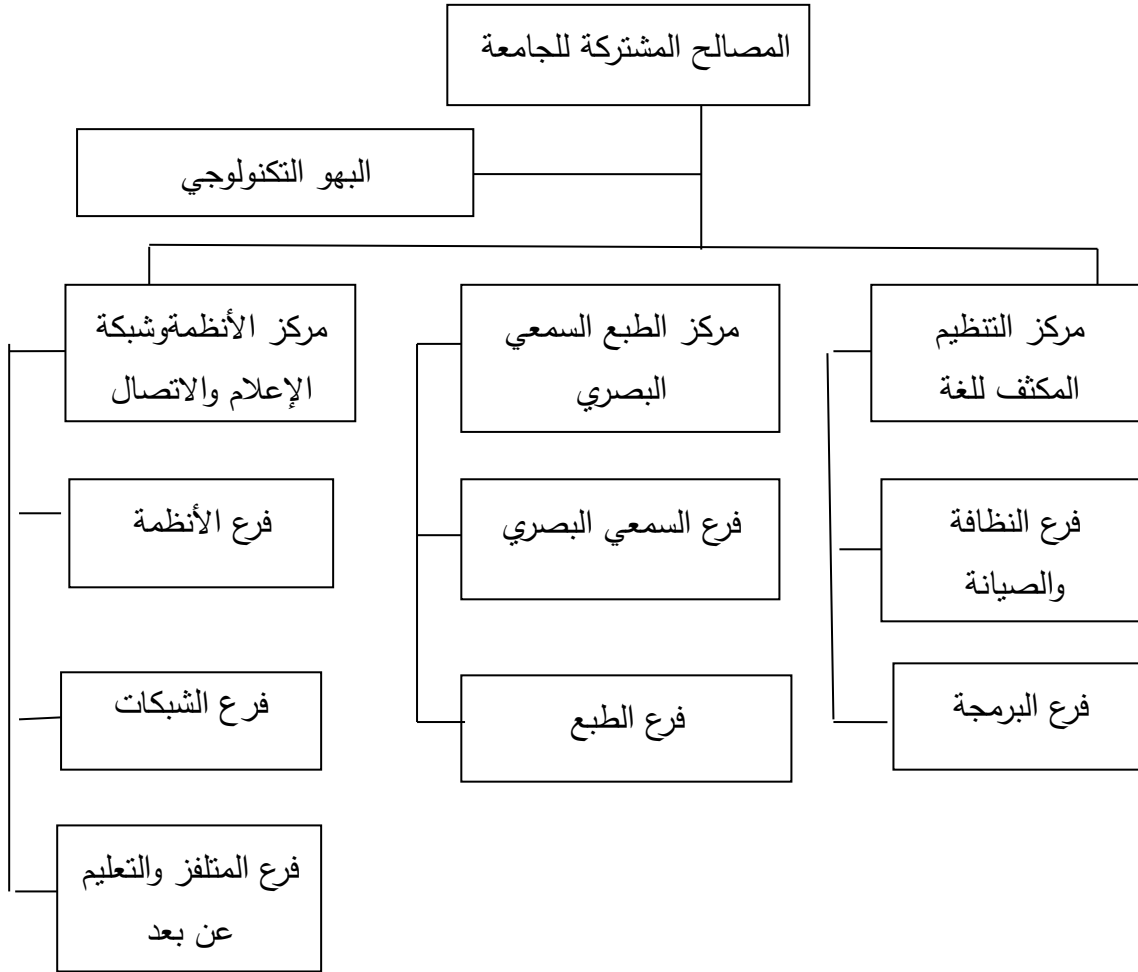 المصالح المشتركة للجامعة
البهو التكنولوجي
مركز التنظيم
المكثف للغة
مركز الطبع السمعي
البصري
مركز الأنظمةوشبكة
الإعلام والاتصال
فرع النظافة
والصيانة
فرع السمعي البصري
فرع الأنظمة
فرع البرمجة
فرع الطبع
فرع الشبكات
فرع المتلفز والتعليم
عن بعد